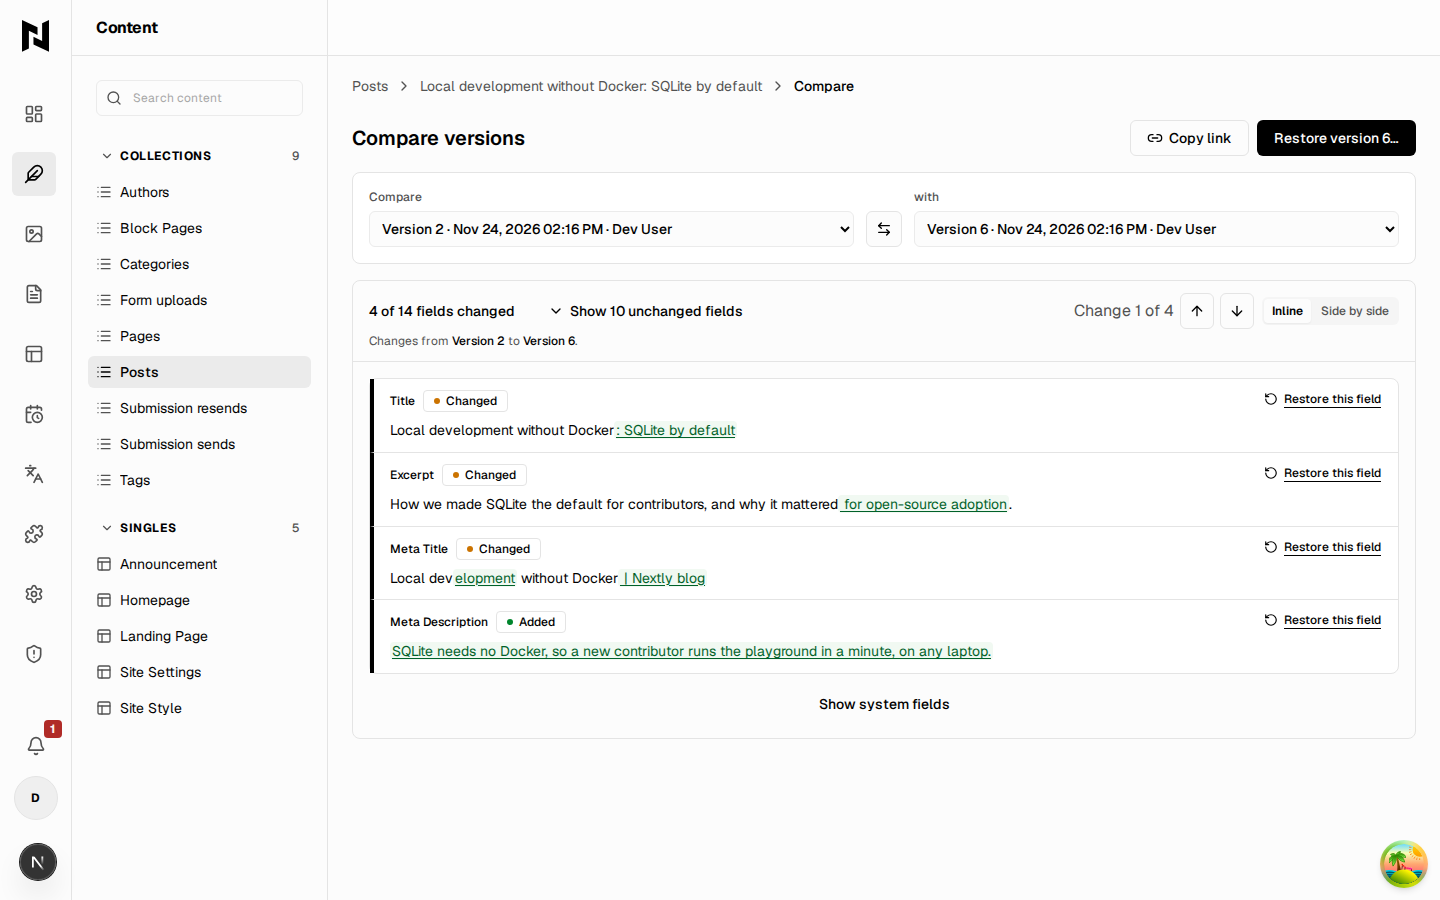 Content
Search content
COLLECTIONS 9
Authors
Block Pages
Categories
Form uploads
Pages
Posts
Submission resends
Submission sends
Tags
SINGLES 5
Announcement
Homepage
Landing Page
Site Settings
Site Style
1
D
N
Posts > Local development without Docker: SQLite by default > Compare
Compare versions
Copy link
Restore version 6...
Compare
Version 2 · Nov 24, 2026 02:16 PM · Dev User
with
Version 6 · Nov 24, 2026 02:16 PM · Dev User
4 of 14 fields changed
Show 10 unchanged fields
Change 1 of 4
Inline
Side by side
Changes from Version 2 to Version 6.
Title Changed Restore this field
Local development without Docker: SQLite by default
Excerpt Changed Restore this field
How we made SQLite the default for contributors, and why it mattered for open-source adoption.
Meta Title Changed Restore this field
Local development without Docker | Nextly blog
Meta Description Added Restore this field
SQLite needs no Docker, so a new contributor runs the playground in a minute, on any laptop.
Show system fields